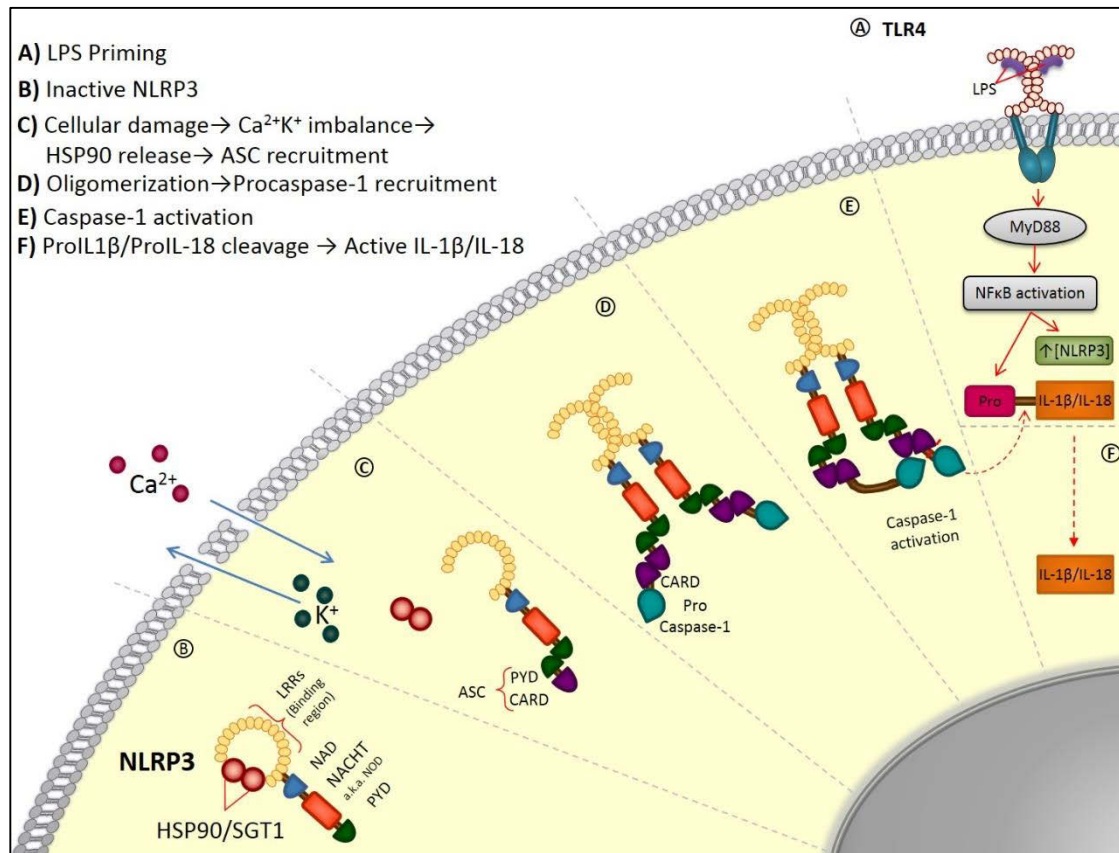 A) LPS Priming
B) Inactive NLRP3
C) Cellular damage→ Ca²⁺K⁺ imbalance→
HSP90 release→ ASC recruitment
D) Oligomerization→Procaspase-1 recruitment
E) Caspase-1 activation
F) ProIL1β/ProIL-18 cleavage → Active IL-1β/IL-18
Ⓐ TLR4
LPS
MyD88
NFκB activation
↑[NLRP3]
Pro
IL-1β/IL-18
Ⓕ
IL-1β/IL-18
Ⓔ
Caspase-1
activation
Ⓓ
CARD
Pro
Caspase-1
Ⓒ
Ca²⁺
K⁺
ASC
PYD
CARD
Ⓑ
LRRs
(Binding
region)
NLRP3
NAD
NACHT
a.k.a. NOD
PYD
HSP90/SGT1